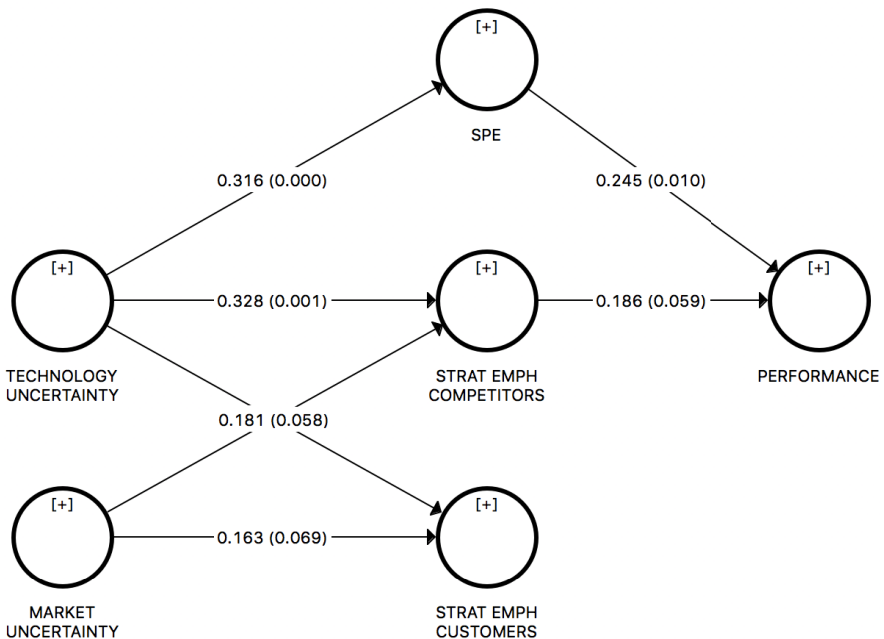 [+]
SPE
0.316 (0.000)
0.245 (0.010)
[+]
[+]
[+]
0.328 (0.001)
0.186 (0.059)
TECHNOLOGY
UNCERTAINTY
STRAT EMPH
COMPETITORS
PERFORMANCE
0.181 (0.058)
[+]
[+]
0.163 (0.069)
MARKET
UNCERTAINTY
STRAT EMPH
CUSTOMERS